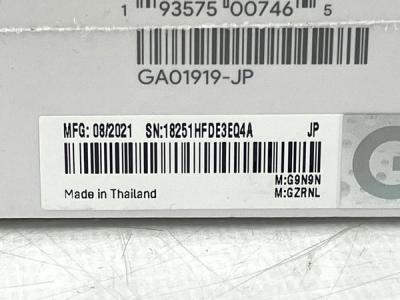 1 93575 00746 5
GA01919-JP
MFG: 08/2021 SN:18251HFDE3EQ4A JP
M:G9N9N
Made in Thailand M:GZRNL
G